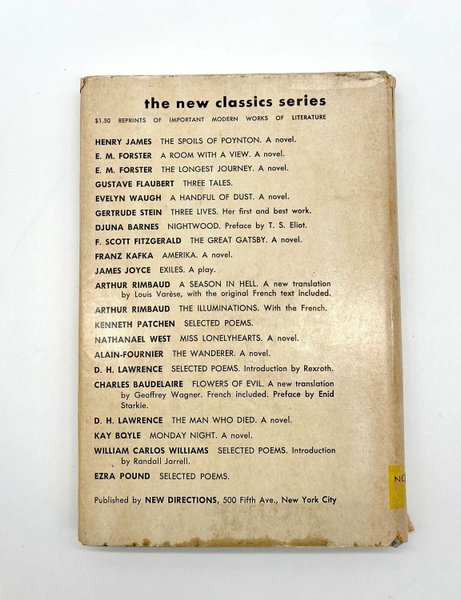 the new classics series
$1.50 REPRINTS OF IMPORTANT MODERN WORKS OF LITERATURE
HENRY JAMES THE SPOILS OF POYNTON. A novel.
E. M. FORSTER A ROOM WITH A VIEW. A novel.
E. M. FORSTER THE LONGEST JOURNEY. A novel.
GUSTAVE FLAUBERT THREE TALES.
EVELYN WAUGH A HANDFUL OF DUST. A novel.
GERTRUDE STEIN THREE LIVES. Her first and best work.
DJUNA BARNES NIGHTWOOD. Preface by T. S. Eliot.
F. SCOTT FITZGERALD THE GREAT GATSBY. A novel.
FRANZ KAFKA AMERIKA. A novel.
JAMES JOYCE EXILES. A play.
ARTHUR RIMBAUD A SEASON IN HELL. A new translation
by Louis Varèse, with the original French text included.
ARTHUR RIMBAUD THE ILLUMINATIONS. With the French.
KENNETH PATCHEN SELECTED POEMS.
NATHANAEL WEST MISS LONELYHEARTS. A novel.
ALAIN-FOURNIER THE WANDERER. A novel.
D. H. LAWRENCE SELECTED POEMS. Introduction by Rexroth.
CHARLES BAUDELAIRE FLOWERS OF EVIL. A new translation
by Geoffrey Wagner. French included. Preface by Enid
Starkie.
D. H. LAWRENCE THE MAN WHO DIED. A novel.
KAY BOYLE MONDAY NIGHT. A novel.
WILLIAM CARLOS WILLIAMS SELECTED POEMS. Introduction
by Randall Jarrell.
EZRA POUND SELECTED POEMS.
Published by NEW DIRECTIONS, 500 Fifth Ave., New York City